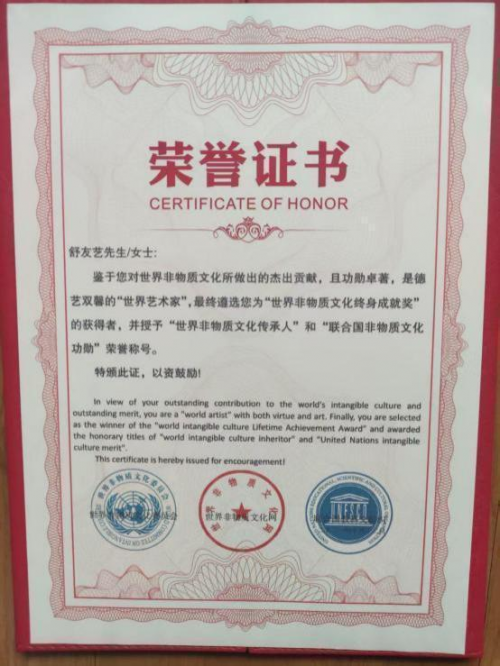 荣誉证书
CERTIFICATE OF HONOR
舒友艺先生/女士:
鉴于您对世界非物质文化所做出的杰出贡献，且功勋卓著，是德
艺双馨的“世界艺术家”,最终遴选您为“世界非物质文化终身成就奖”
的获得者，并授予“世界非物质文化传承人”和“联合国非物质文化
功勋”荣誉称号。
特颁此证，以资鼓励!
In view of your outstanding contribution to the world's intangible culture and
outstanding merit, you are a "world artist" with both virtue and art. Finally, you are selected
as the winner of the "world intangible culture Lifetime Achievement Award" and awarded
the honorary titles of "world intangible culture inheritor" and "United Nations intangible
culture merit".
This certificate is hereby issued for encouragement!
世界非物质文化网
世界非物质文化网
UNESCO